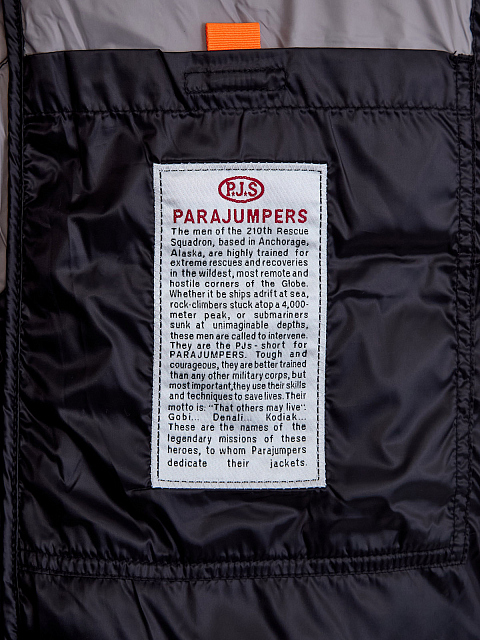 P.J.S
PARAJUMPERS
The men of the 210th Rescue
Squadron, based in Anchorage,
Alaska, are highly trained for
extreme rescues and recoveries
in the wildest, most remote and
hostile corners of the Globe.
Whether it be ships adrift at sea,
rock-climbers stuck atop a 4,000-
meter peak, or submariners
sunk at unimaginable depths,
these men are called to intervene.
They are the PJs - short for
PARAJUMPERS. Tough and
courageous, they are better trained
than any other military corps, but
most important,they use their skills
and techniques to save lives. Their
motto is: "That others may live".
Gobi... Denali... Kodiak...
These are the names of the
legendary missions of these
heroes, to whom Parajumpers
dedicate their jackets.